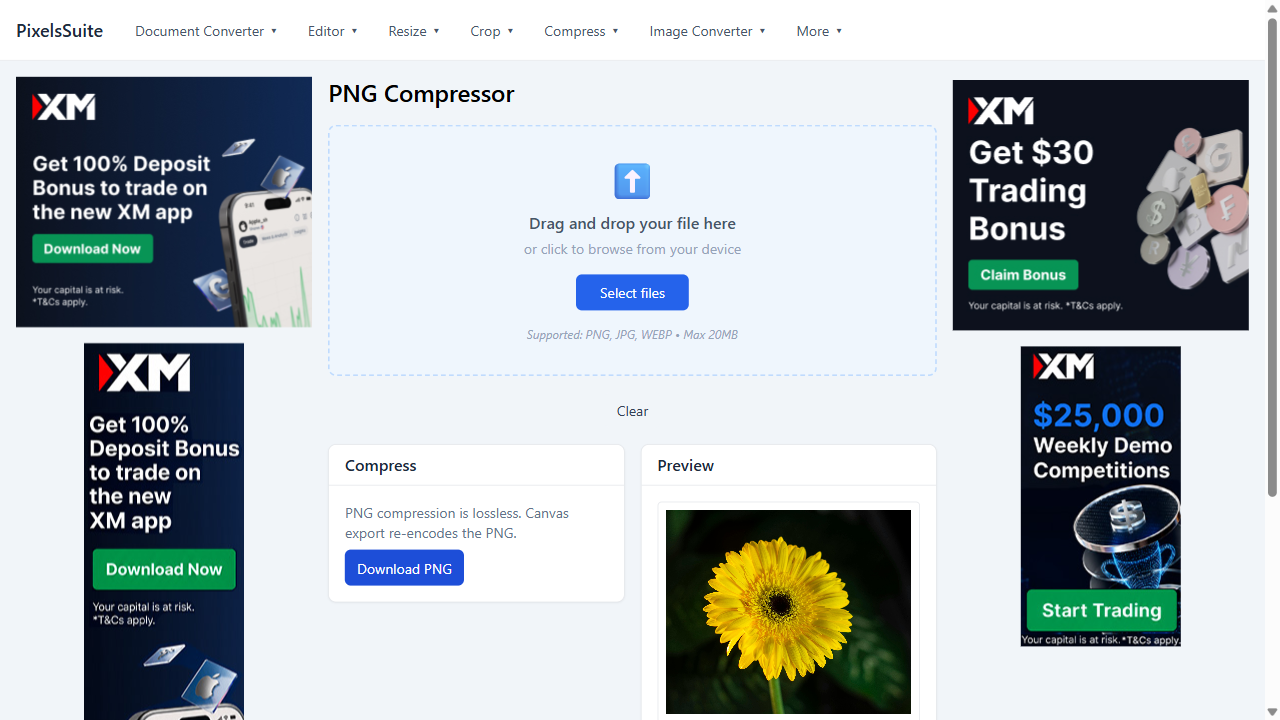 PixelsSuite
Document Converter ▾
Editor ▾
Resize ▾
Crop ▾
Compress ▾
Image Converter ▾
More ▾
XM
Get 100% Deposit
Bonus to trade on
the new XM app
Download Now
Your capital is at risk.
*T&Cs apply.
XM
Get 100%
Deposit Bonus
to trade on
the new
XM app
Download Now
Your capital is at risk.
*T&Cs apply.
PNG Compressor
Drag and drop your file here
or click to browse from your device
Select files
Supported: PNG, JPG, WEBP • Max 20MB
Clear
Compress
PNG compression is lossless. Canvas
export re-encodes the PNG.
Download PNG
Preview
XM
Get $30
Trading
Bonus
Claim Bonus
Your capital is at risk. *T&Cs apply.
XM
$25,000
Weekly Demo
Competitions
Start Trading
Your capital is at risk.*T&Cs apply.